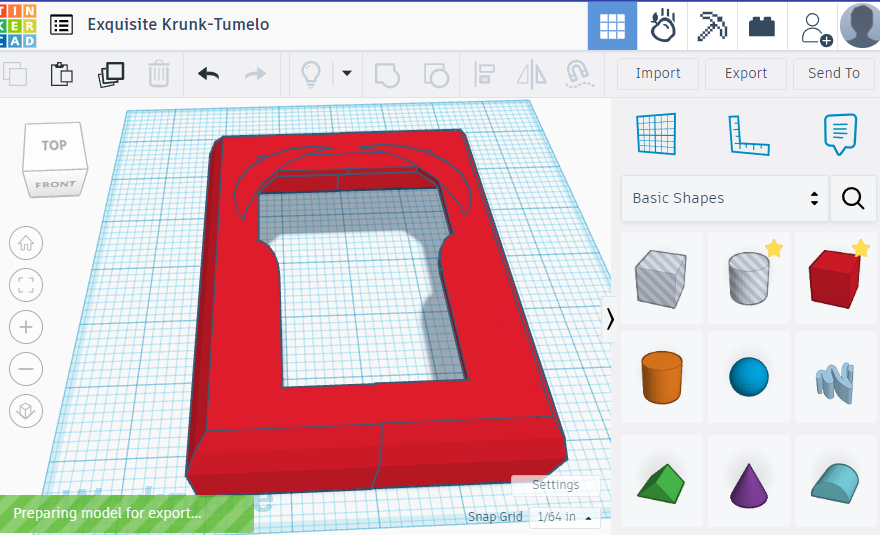 TIN
KER
CAD
Exquisite Krunk-Tumelo
Import
Export
Send To
TOP
FRONT
Basic Shapes
Settings
Preparing model for export...
Snap Grid
1/64 in